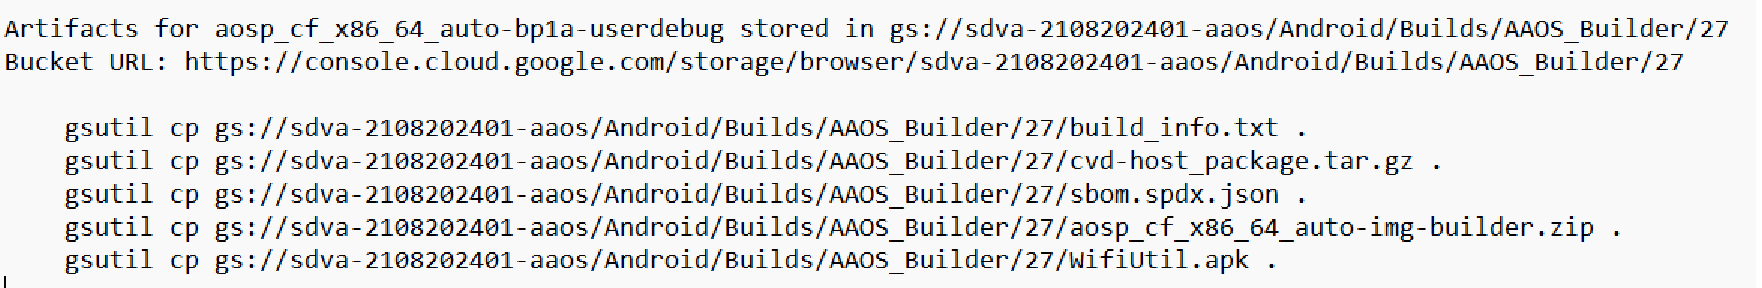 Artifacts for aosp_cf_x86_64_auto-bp1a-userdebug stored in gs://sdva-2108202401-aaos/Android/Builds/AAOS_Builder/27
Bucket URL: https://console.cloud.google.com/storage/browser/sdva-2108202401-aaos/Android/Builds/AAOS_Builder/27
gsutil cp gs://sdva-2108202401-aaos/Android/Builds/AAOS_Builder/27/build_info.txt .
gsutil cp gs://sdva-2108202401-aaos/Android/Builds/AAOS_Builder/27/cvd-host_package.tar.gz .
gsutil cp gs://sdva-2108202401-aaos/Android/Builds/AAOS_Builder/27/sbom.spdx.json .
gsutil cp gs://sdva-2108202401-aaos/Android/Builds/AAOS_Builder/27/aosp_cf_x86_64_auto-img-builder.zip .
gsutil cp gs://sdva-2108202401-aaos/Android/Builds/AAOS_Builder/27/WifiUtil.apk .